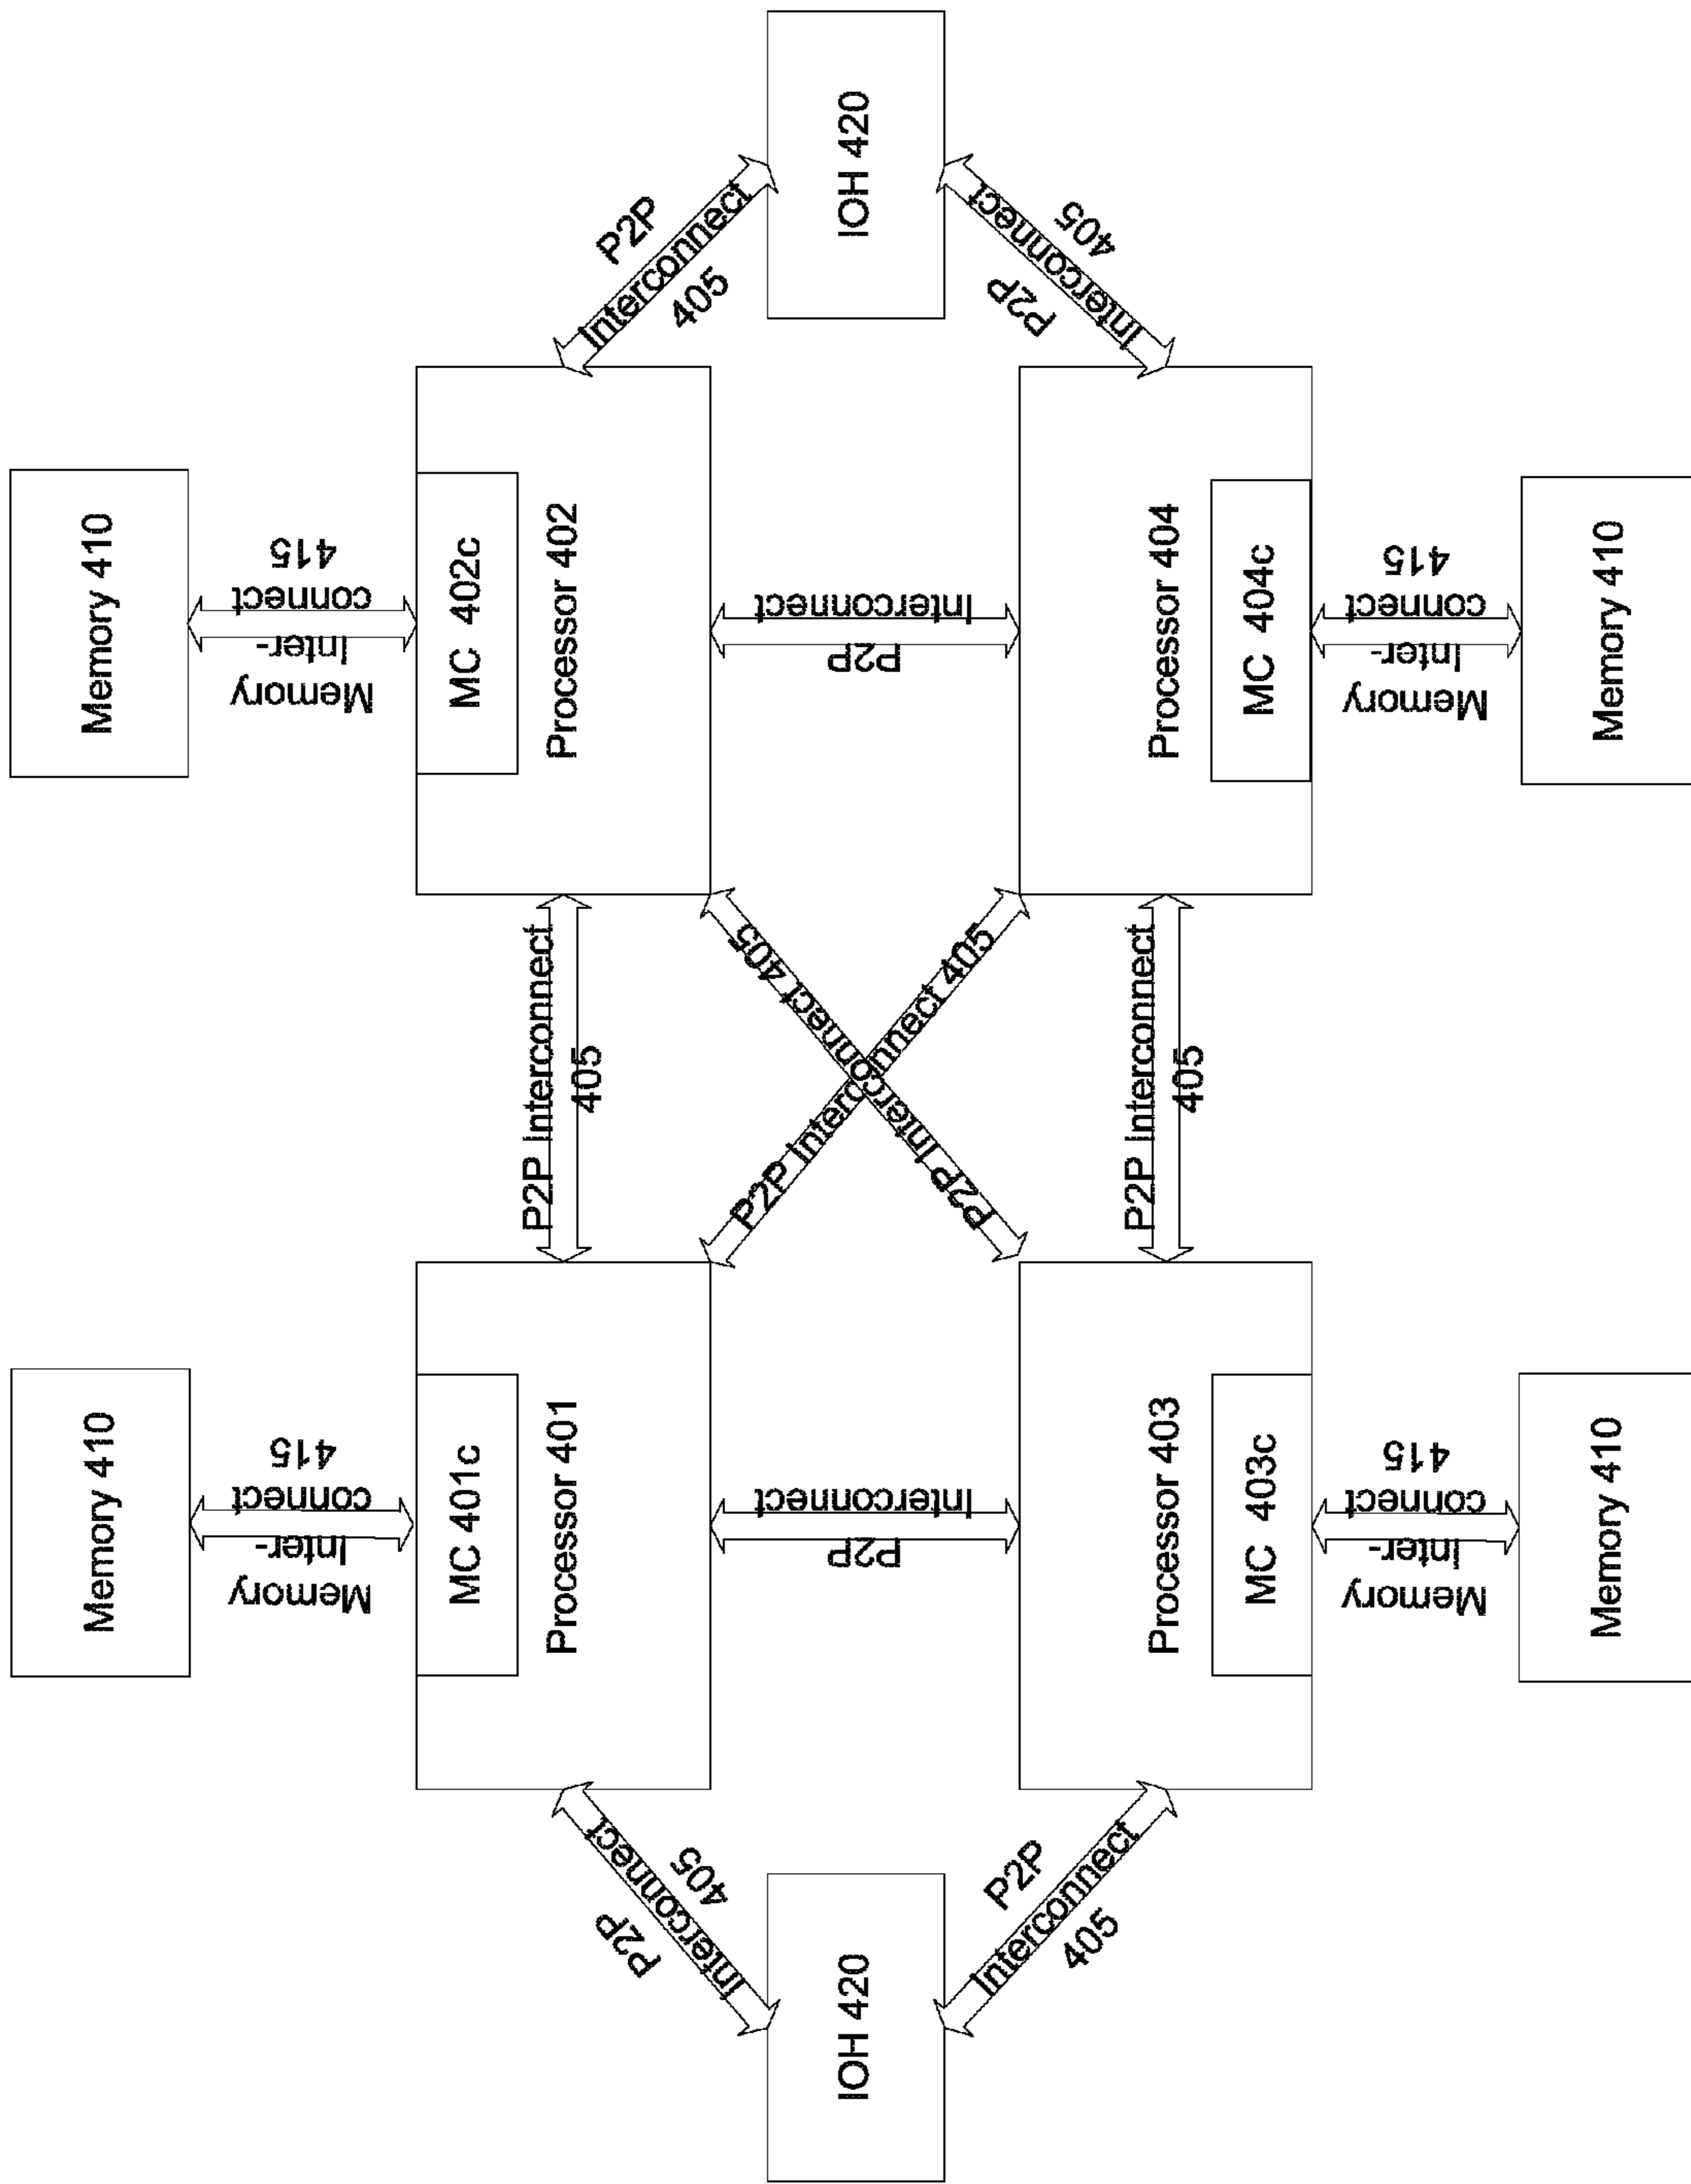 Memory 410
Memory 410
Memory
Inter-
connect
415
Memory
Inter-
connect
415
MC 401c
MC 402c
Processor 401
P2P Interconnect
405
Processor 402
P2P
Interconnect
405
P2P
Interconnect
405
IOH 420
P2P
Interconnect
P2P Interconnect 405
P2P Interconnect 405
P2P
Interconnect
IOH 420
P2P
Interconnect
405
P2P
Interconnect
405
Processor 403
P2P Interconnect
405
Processor 404
MC 403c
MC 404c
Memory
Inter-
connect
415
Memory
Inter-
connect
415
Memory 410
Memory 410